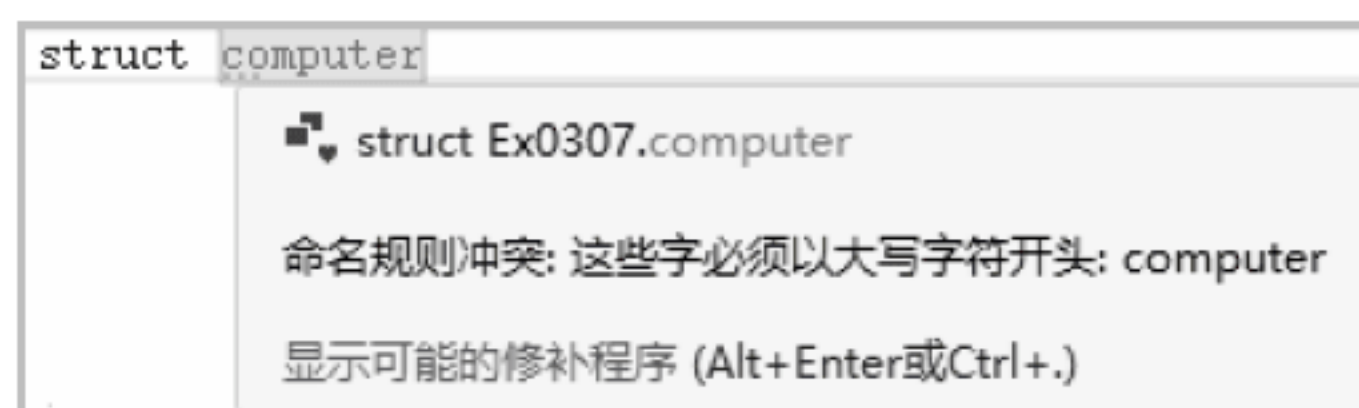 struct computer
struct Ex0307.computer
命名规则冲突: 这些字必须以大写字符开头: computer
显示可能的修补程序 (Alt+Enter或Ctrl+.)